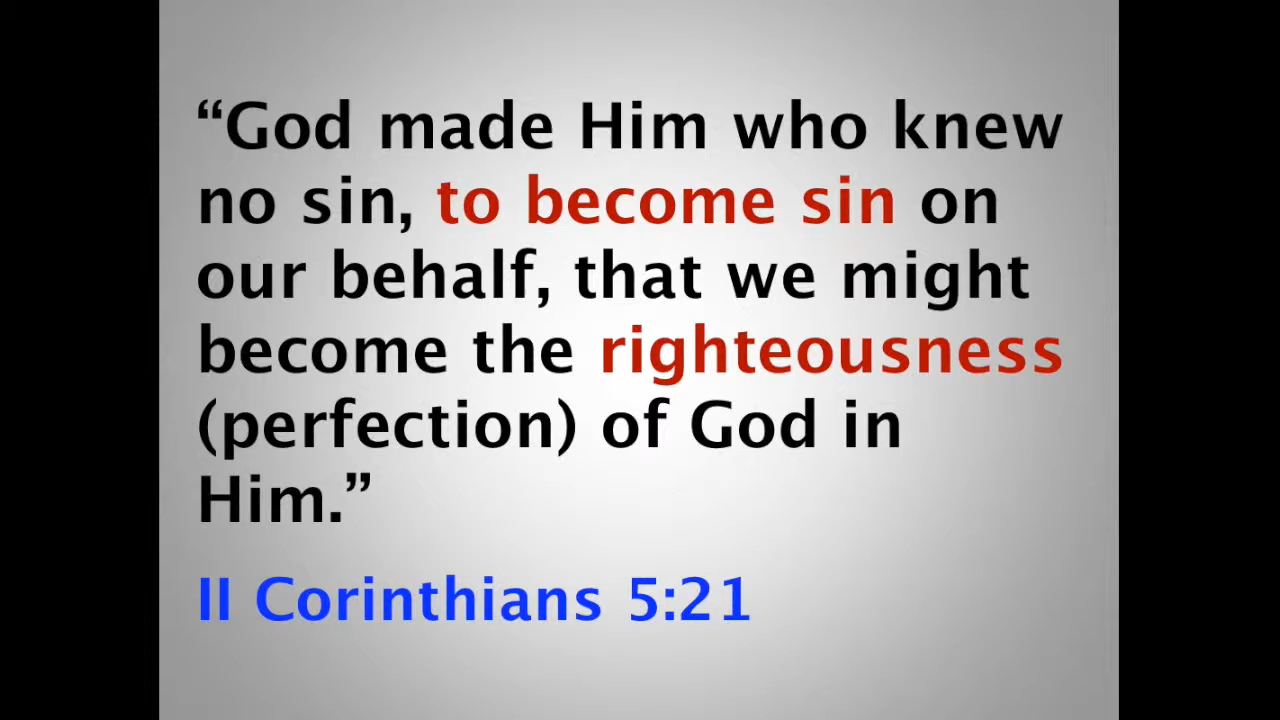 “God made Him who knew
no sin, to become sin on
our behalf, that we might
become the righteousness
(perfection) of God in
Him.”
II Corinthians 5:21